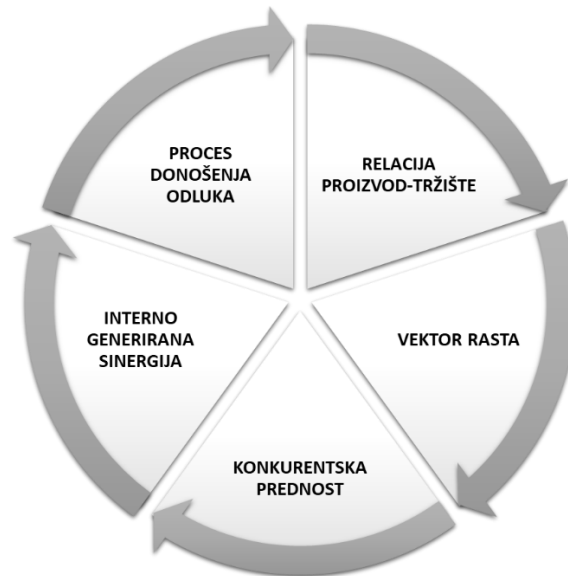 PROCES
DONOŠENJA
ODLUKA
RELACIJA
PROIZVOD-TRŽIŠTE
INTERNO
GENERIRANA
SINERGIJA
VEKTOR RASTA
KONKURENTSKA
PREDNOST